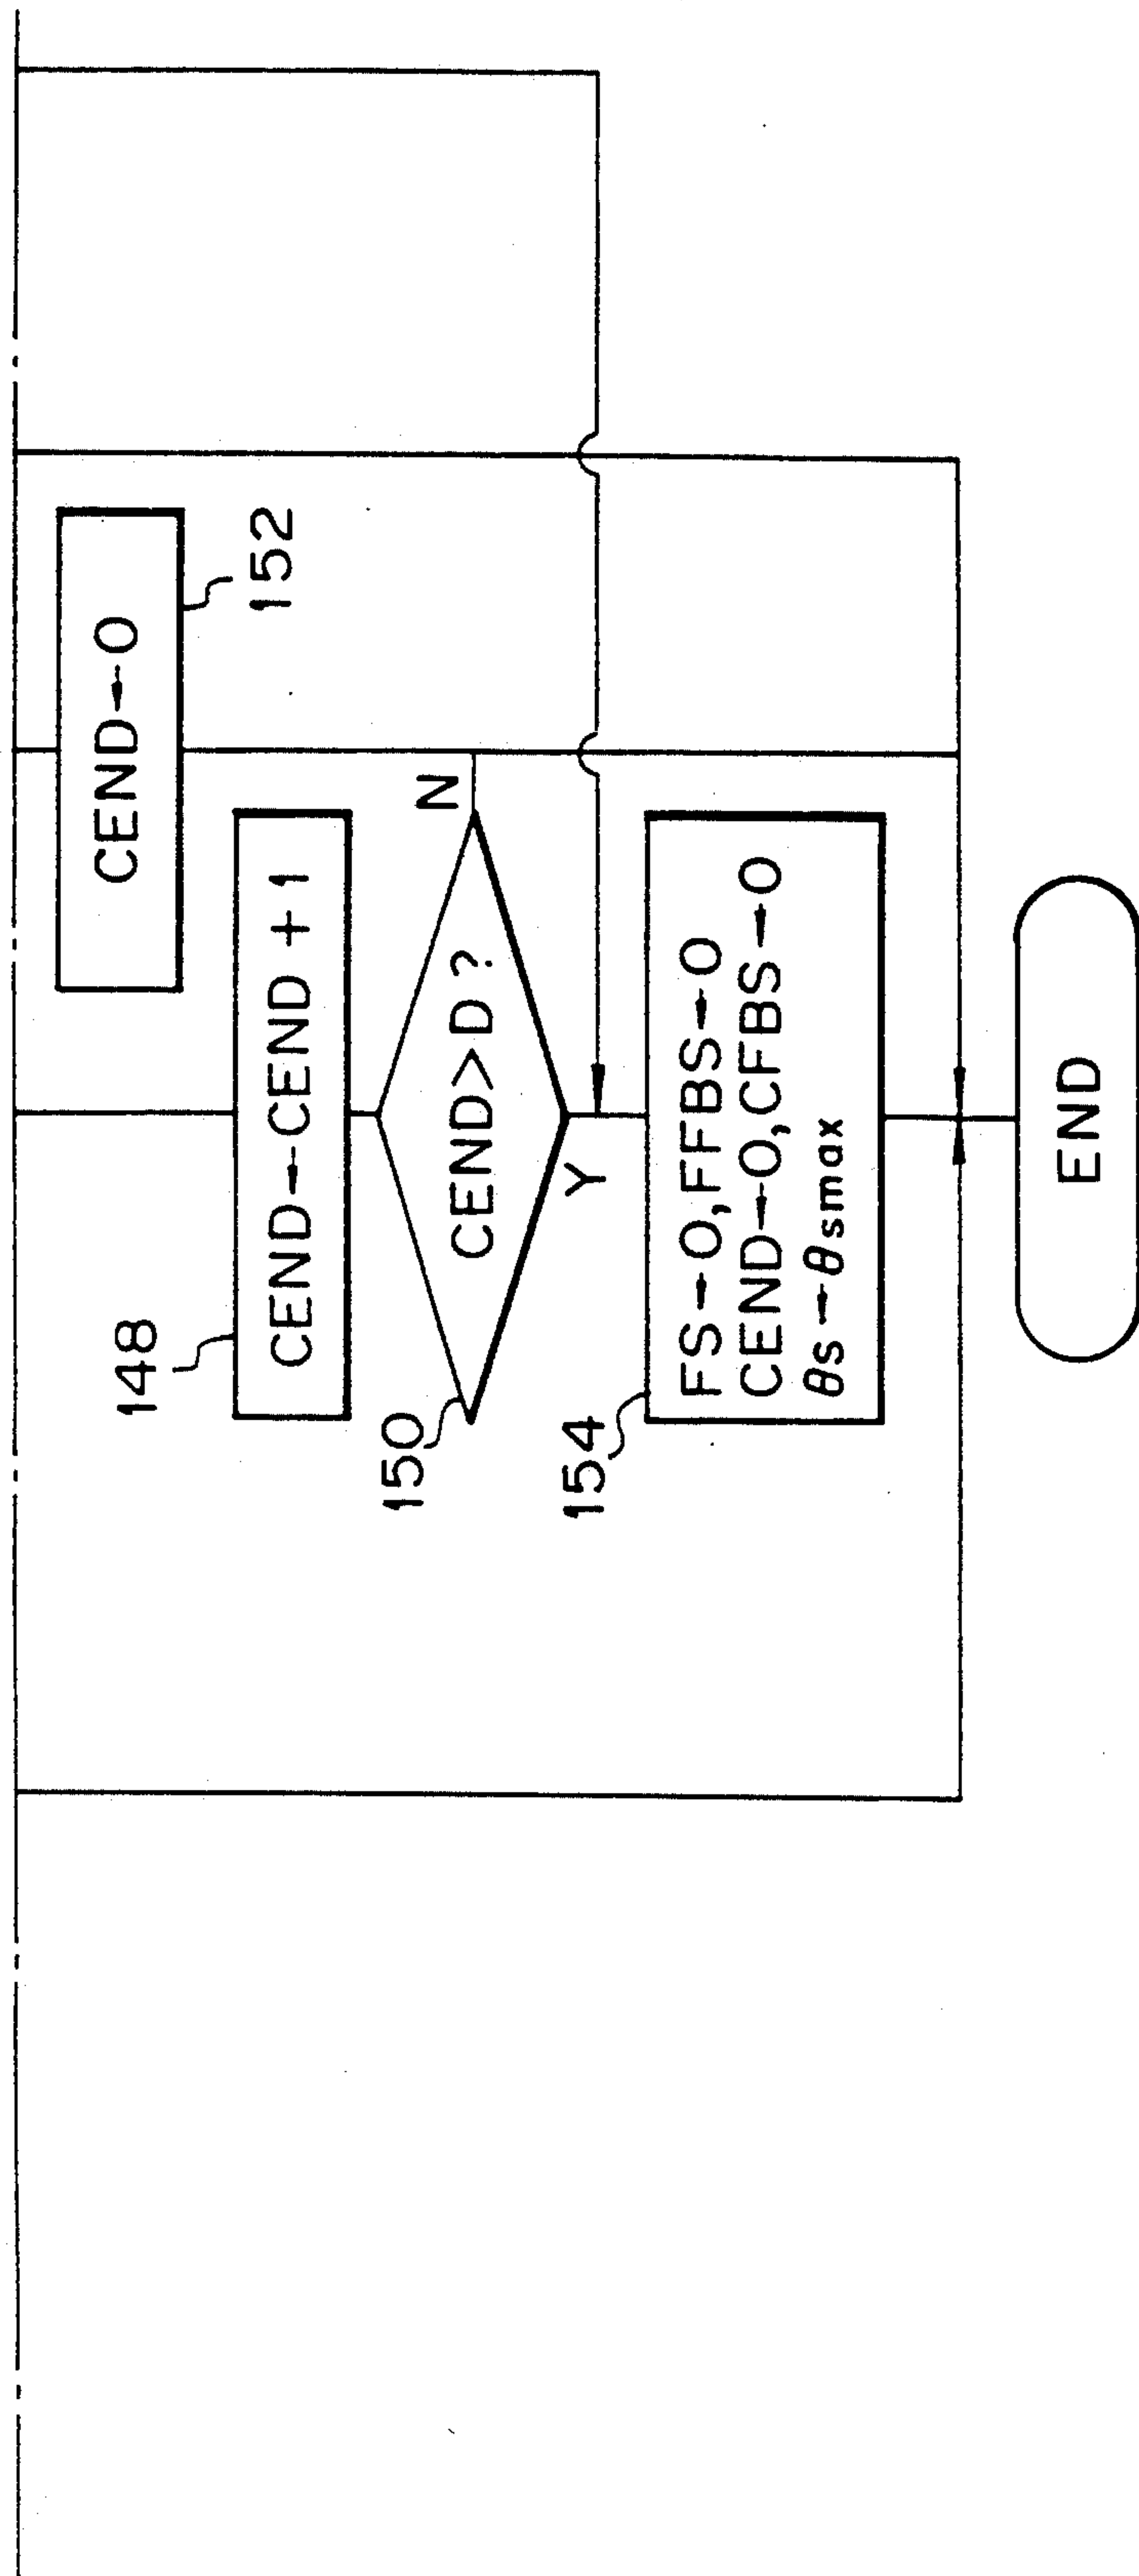 CEND←0
152
148
CEND←CEND + 1
150
CEND>D ?
N
Y
154
FS←0, FFBS←0
CEND←0, CFBS←0
θs←θsmax
END